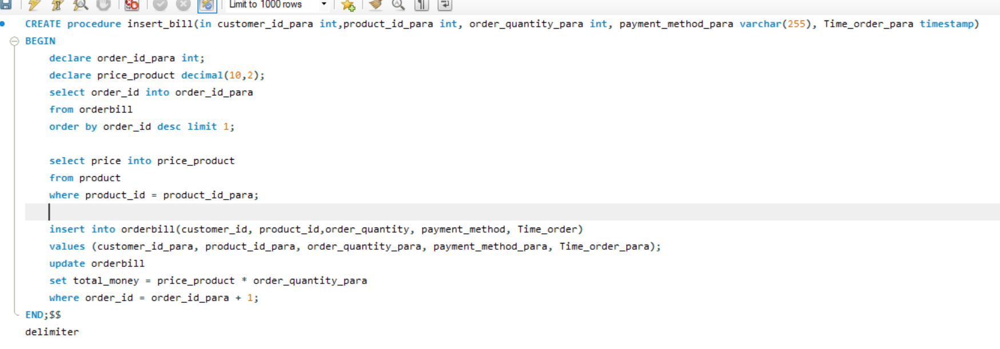 Limit to 1000 rows
CREATE procedure insert_bill(in customer_id_para int,product_id_para int, order_quantity_para int, payment_method_para varchar(255), Time_order_para timestamp)
BEGIN
declare order_id_para int;
declare price_product decimal(10,2);
select order_id into order_id_para
from orderbill
order by order_id desc limit 1;
select price into price_product
from product
where product_id = product_id_para;
insert into orderbill(customer_id, product_id,order_quantity, payment_method, Time_order)
values (customer_id_para, product_id_para, order_quantity_para, payment_method_para, Time_order_para);
update orderbill
set total_money = price_product * order_quantity_para
where order_id = order_id_para + 1;
END;$$
delimiter